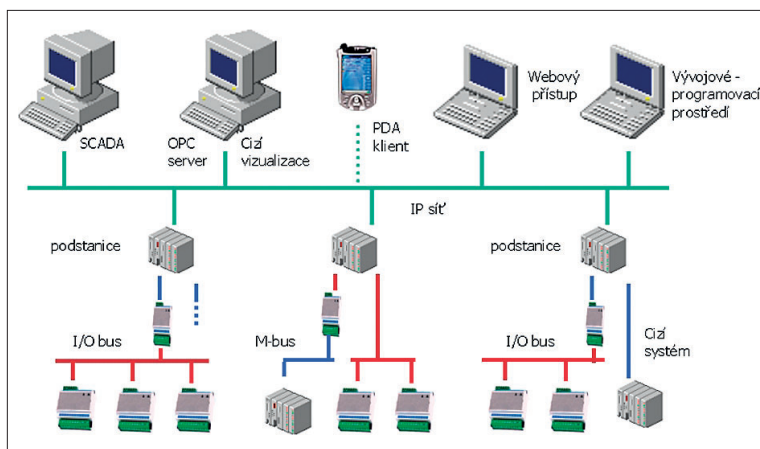 SCADA
OPC
server
Cizí
vizualizace
PDA
klient
Webový
přístup
Vývojové -
programovací
prostředí
IP síť
podstanice
podstanice
I/O bus
M-bus
I/O bus
Cizí
systém